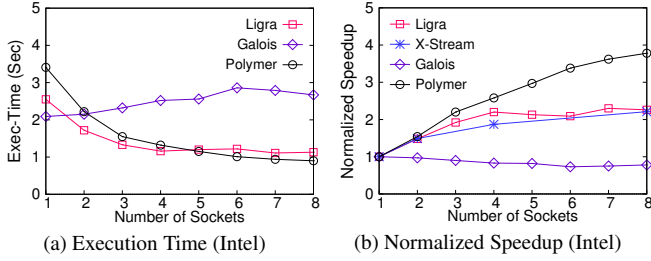 5
4
3
2
1
0
Exec-Time (Sec)
Ligra
Galois
Polymer
1 2 3 4 5 6 7 8
Number of Sockets
(a) Execution Time (Intel)
5
4
3
2
1
0
Normalized Speedup
Ligra
X-Stream
Galois
Polymer
1 2 3 4 5 6 7 8
Number of Sockets
(b) Normalized Speedup (Intel)